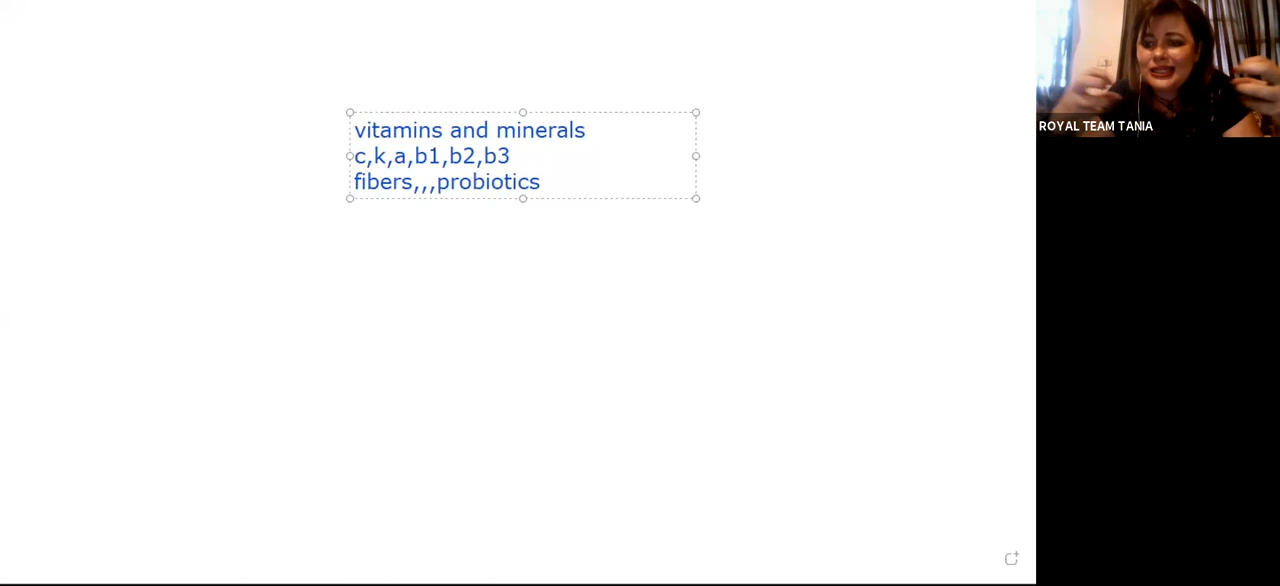 vitamins and minerals
c,k,a,b1,b2,b3
fibers,,,probiotics
ROYAL TEAM TANIA